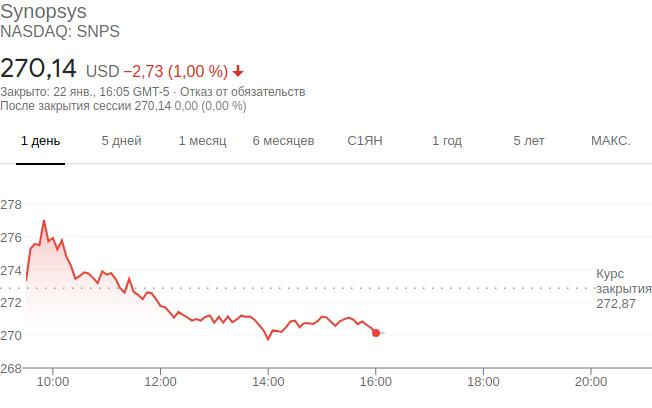 Synopsys
NASDAQ: SNPS
270,14 USD −2,73 (1,00 %)
Закрыто: 22 янв., 16:05 GMT-5 · Отказ от обязательств
После закрытия сессии 270,14 0,00 (0,00 %)
1 день 5 дней 1 месяц 6 месяцев С1ЯН 1 год 5 лет МАКС.
278
276
274
272
270
268
Курс
закрытия
272,87
10:00 12:00 14:00 16:00 18:00 20:00